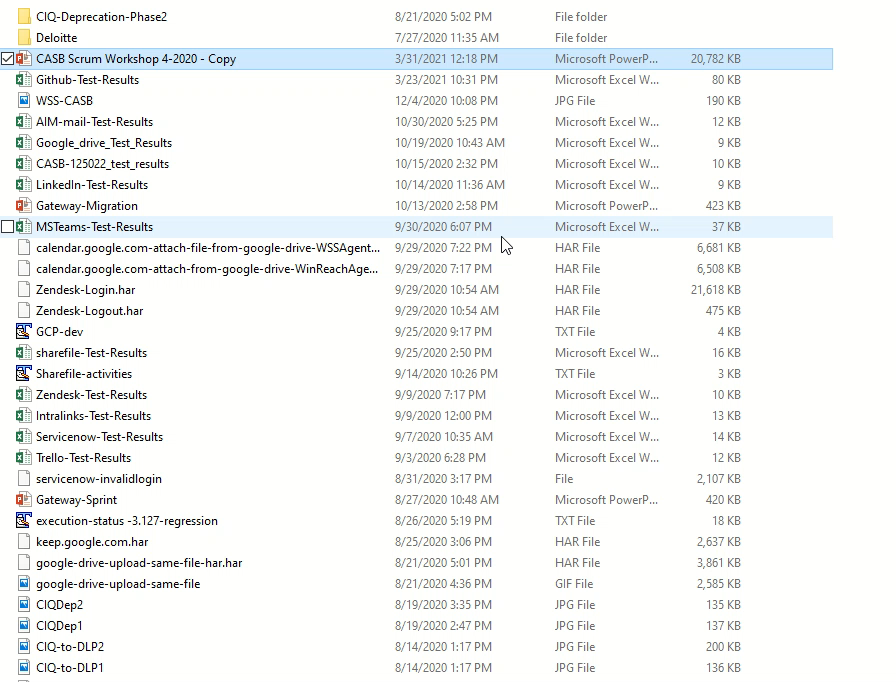 CIQ-Deprecation-Phase2 8/21/2020 5:02 PM File folder
Deloitte 7/27/2020 11:35 AM File folder
CASB Scrum Workshop 4-2020 - Copy 3/31/2021 12:18 PM Microsoft PowerP... 20,782 KB
Github-Test-Results 3/23/2021 10:31 PM Microsoft Excel W... 80 KB
WSS-CASB 12/4/2020 10:08 PM JPG File 190 KB
AIM-mail-Test-Results 10/30/2020 5:25 PM Microsoft Excel W... 12 KB
Google_drive_Test_Results 10/19/2020 10:43 AM Microsoft Excel W... 9 KB
CASB-125022_test_results 10/15/2020 2:32 PM Microsoft Excel W... 10 KB
LinkedIn-Test-Results 10/14/2020 11:36 AM Microsoft Excel W... 9 KB
Gateway-Migration 10/13/2020 2:58 PM Microsoft PowerP... 423 KB
MSTeams-Test-Results 9/30/2020 6:07 PM Microsoft Excel W... 37 KB
calendar.google.com-attach-file-from-google-drive-WSSAgent... 9/29/2020 7:22 PM HAR File 6,681 KB
calendar.google.com-attach-from-google-drive-WinReachAge... 9/29/2020 7:17 PM HAR File 6,508 KB
Zendesk-Login.har 9/29/2020 10:54 AM HAR File 21,618 KB
Zendesk-Logout.har 9/29/2020 10:54 AM HAR File 475 KB
GCP-dev 9/25/2020 9:17 PM TXT File 4 KB
sharefile-Test-Results 9/25/2020 2:50 PM Microsoft Excel W... 16 KB
Sharefile-activities 9/14/2020 10:26 PM TXT File 3 KB
Zendesk-Test-Results 9/9/2020 7:17 PM Microsoft Excel W... 10 KB
Intralinks-Test-Results 9/9/2020 12:00 PM Microsoft Excel W... 13 KB
Servicenow-Test-Results 9/7/2020 10:35 AM Microsoft Excel W... 14 KB
Trello-Test-Results 9/3/2020 6:28 PM Microsoft Excel W... 12 KB
servicenow-invalidlogin 8/31/2020 3:17 PM File 2,107 KB
Gateway-Sprint 8/27/2020 10:48 AM Microsoft PowerP... 420 KB
execution-status -3.127-regression 8/26/2020 5:19 PM TXT File 18 KB
keep.google.com.har 8/25/2020 3:06 PM HAR File 2,637 KB
google-drive-upload-same-file-har.har 8/21/2020 5:01 PM HAR File 3,861 KB
google-drive-upload-same-file 8/21/2020 4:36 PM GIF File 2,585 KB
CIQDep2 8/19/2020 3:35 PM JPG File 135 KB
CIQDep1 8/19/2020 2:47 PM JPG File 137 KB
CIQ-to-DLP2 8/14/2020 1:17 PM JPG File 200 KB
CIQ-to-DLP1 8/14/2020 1:17 PM JPG File 136 KB